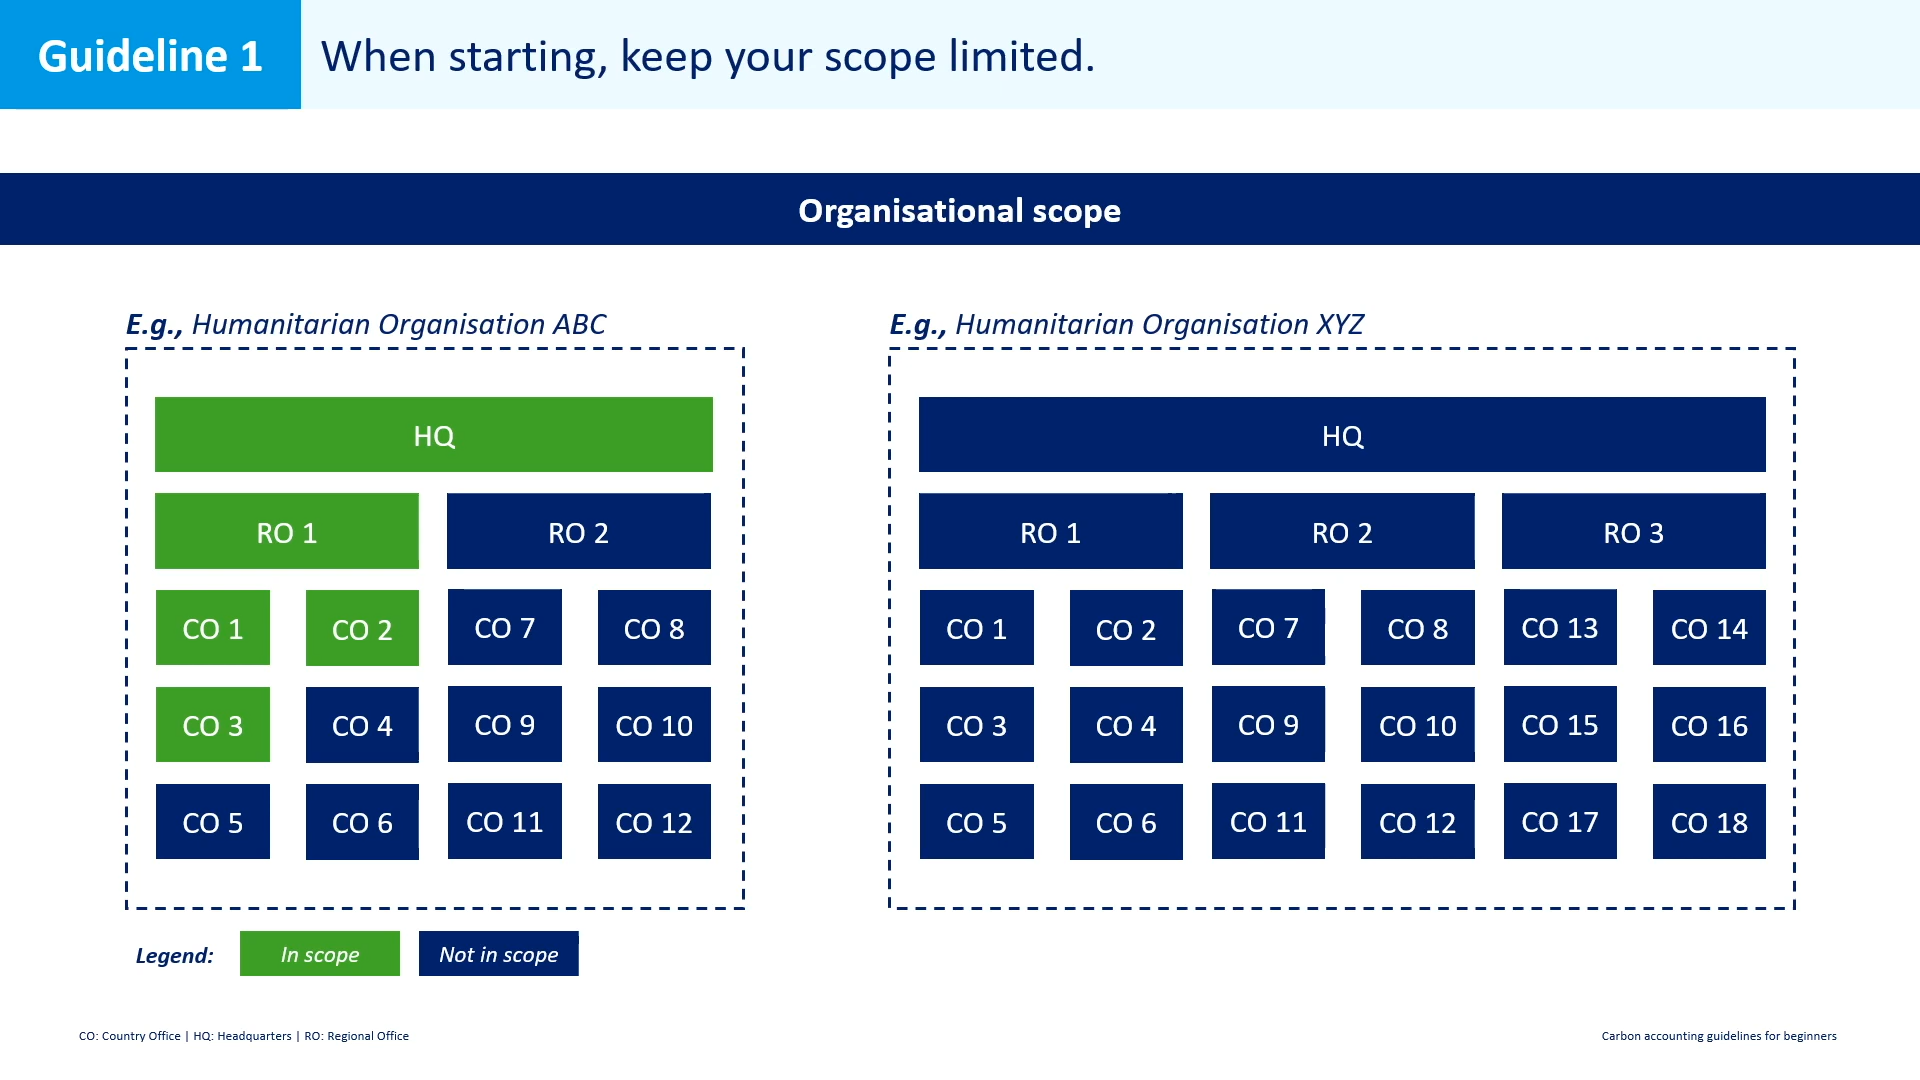 Guideline 1
When starting, keep your scope limited.
Organisational scope
E.g., Humanitarian Organisation ABC
HQ
RO 1
RO 2
CO 1
CO 2
CO 7
CO 8
CO 3
CO 4
CO 9
CO 10
CO 5
CO 6
CO 11
CO 12
Legend:
In scope
Not in scope
E.g., Humanitarian Organisation XYZ
HQ
RO 1
RO 2
RO 3
CO 1
CO 2
CO 7
CO 8
CO 13
CO 14
CO 3
CO 4
CO 9
CO 10
CO 15
CO 16
CO 5
CO 6
CO 11
CO 12
CO 17
CO 18
CO: Country Office | HQ: Headquarters | RO: Regional Office
Carbon accounting guidelines for beginners